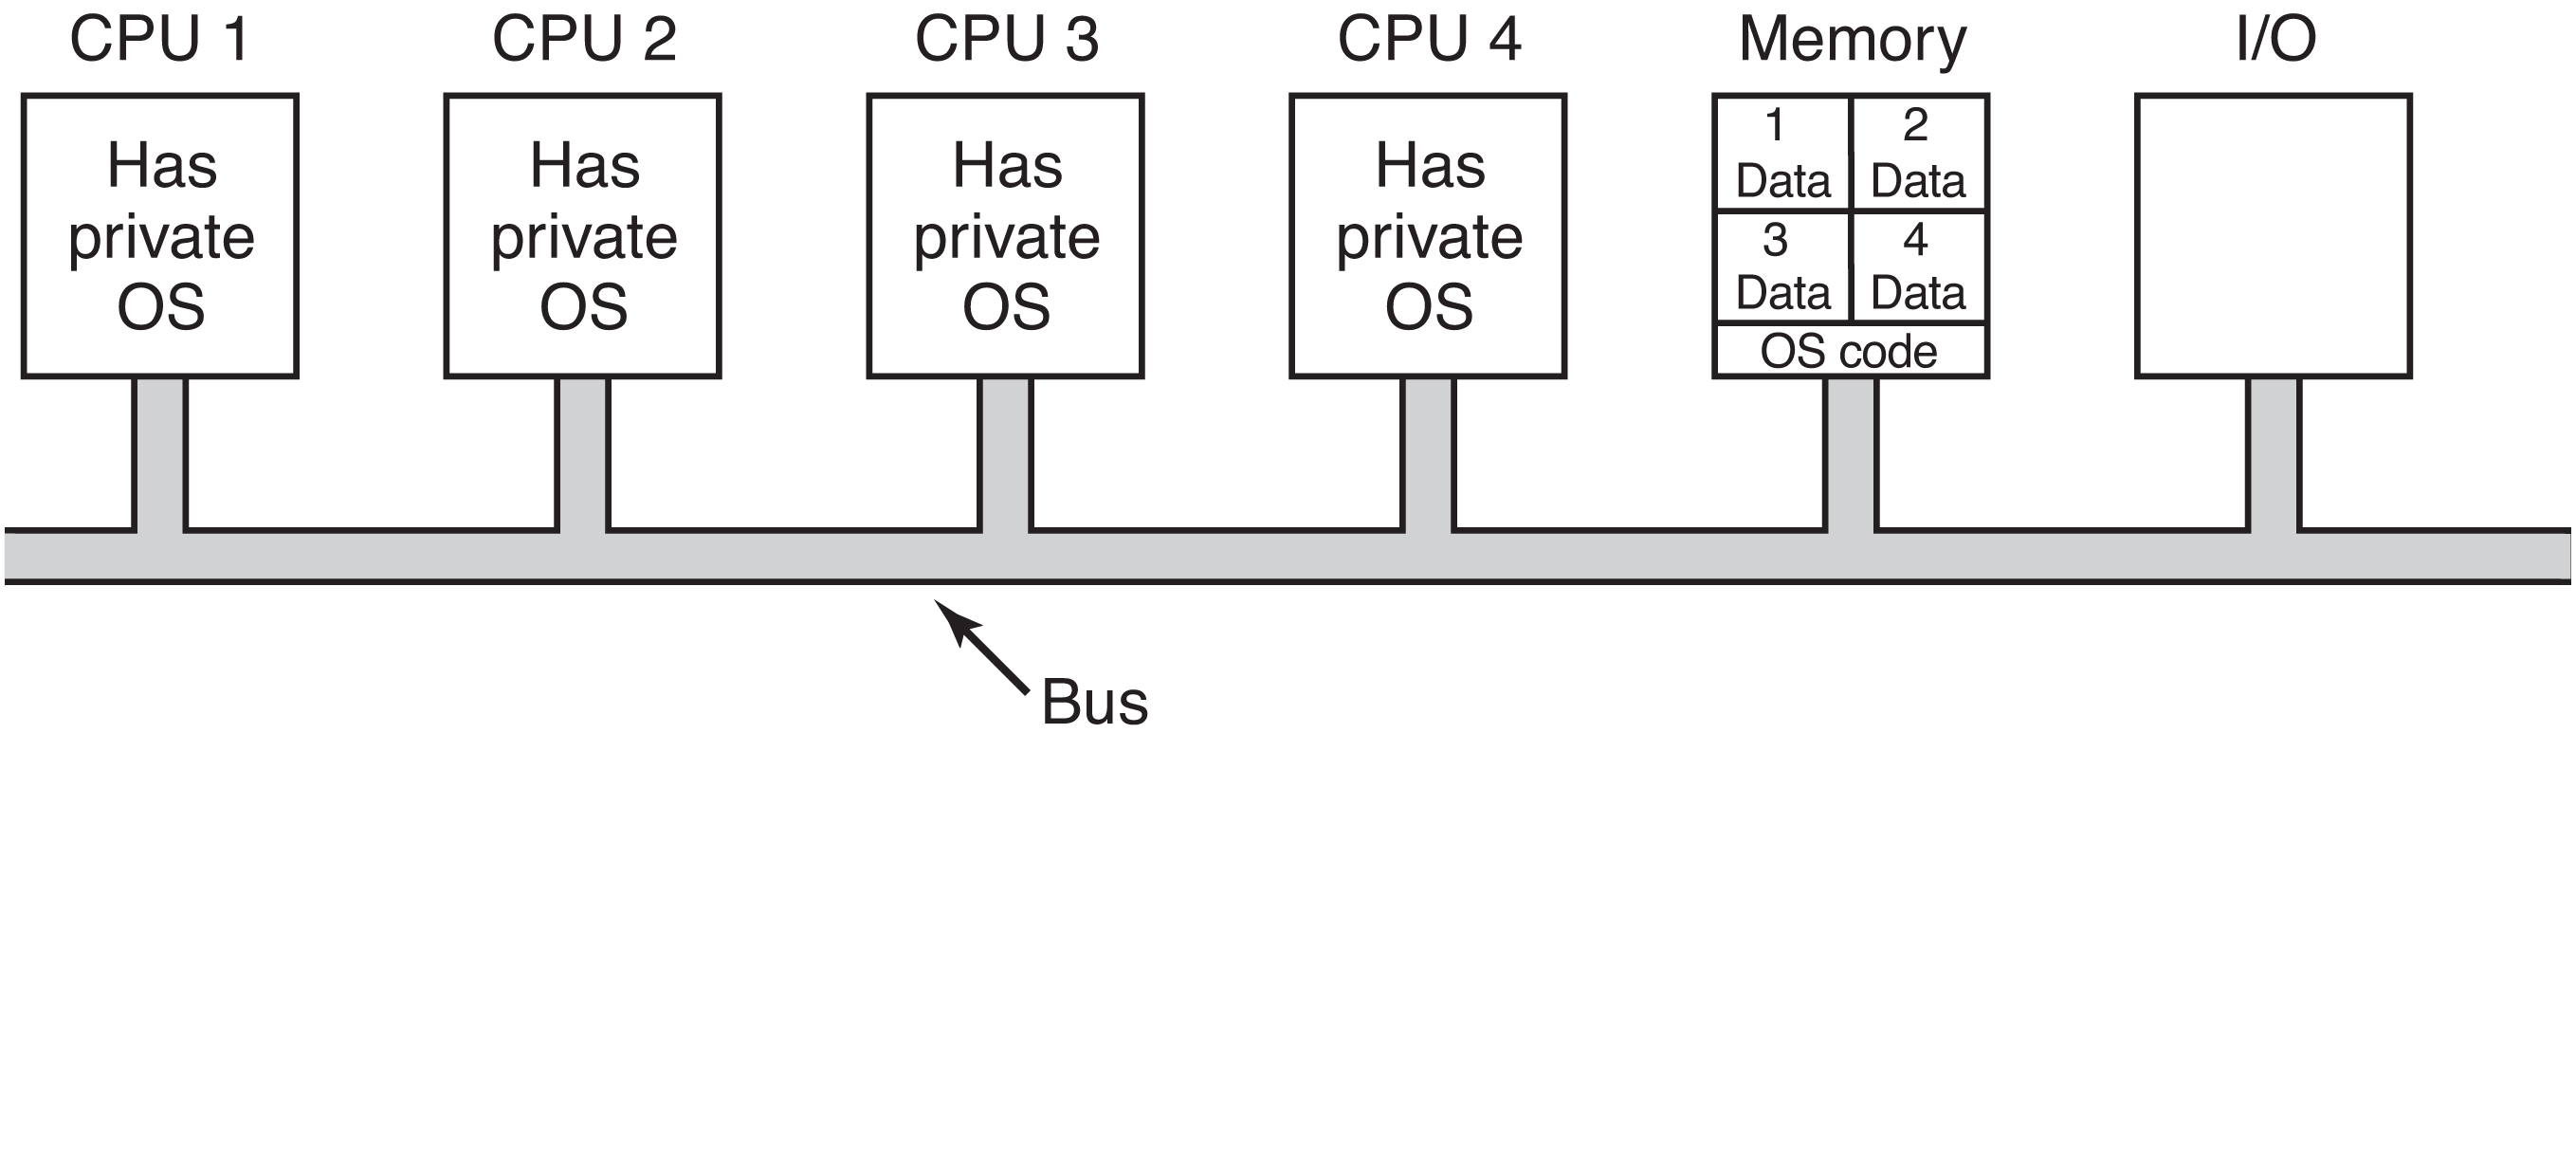 CPU 1
CPU 2
CPU 3
CPU 4
Memory
I/O
Has
private
OS
Has
private
OS
Has
private
OS
Has
private
OS
1
Data
2
Data
3
Data
4
Data
OS code
Bus